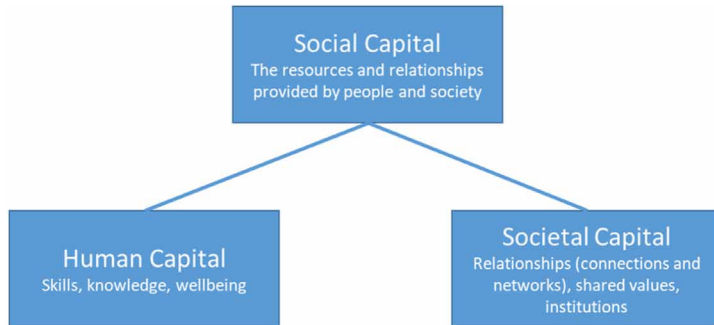 Social Capital
The resources and relationships
provided by people and society
Human Capital
Skills, knowledge, wellbeing
Societal Capital
Relationships (connections and
networks), shared values,
institutions